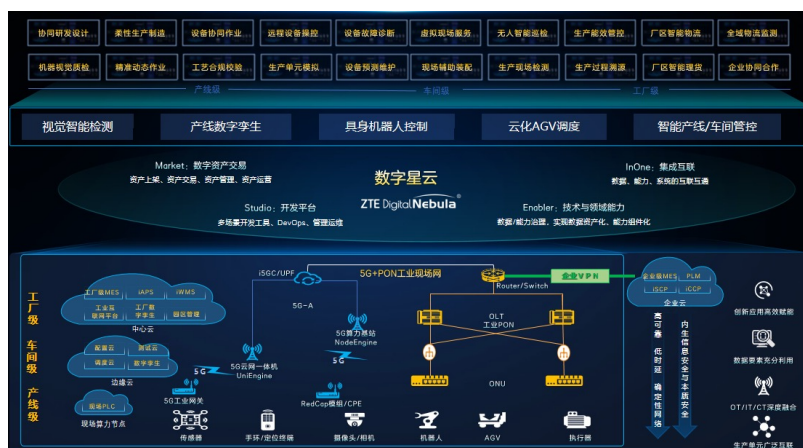 协同研发设计 柔性生产制造 设备协同作业 远程设备操控 设备故障诊断 虚拟现场服务 无人智能巡检 生产能效管控 厂区智能物流 全域物流监测
机器视觉质检 精准动态作业 工艺合规校验 生产单元模拟 设备预测维护 现场辅助装配 生产现场检测 生产过程溯源 厂区智能理货 企业协同合作
产线级 车间级 工厂级
视觉智能检测 产线数字孪生 具身机器人控制 云化AGV调度 智能产线/车间管控
Market：数字资产交易
资产上架、资产交易、资产管理、资产运营
InOne：集成互联
数据、能力、系统的互联互通
数字星云
ZTE Digital Nebula
Studio：开发平台
多场景开发工具、DevOps、管理运维
Enabler：技术与领域能力
数据/能力治理，实现数据资产化、能力组件化
工厂级
车间级
产线级
工厂级MES iAPS iWMS
工业云联网平台 工厂数字孪生 园区管理
中心云
配置云 测试云
调度云 数字孪生
边缘云
现场PLC
现场算力节点
i5GC/UPF
5G-A
5G+PON工业现场网
5G算力基站
NodeEngine
5G云网一体机
UniEngine
5G
5G
5G工业网关
RedCap模组/CPE
Router/Switch
企业VPN
OLT
工业PON
ONU
传感器 手环/定位终端 摄像头/相机 机器人 AGV 执行器
企业级MES PLM
iSCP iCCP
企业云
高可靠 低时延 确定性网络
内生信息安全与本质安全
创新应用高效赋能
数据要素充分利用
OT/IT/CT深度融合
生产单元广泛互联